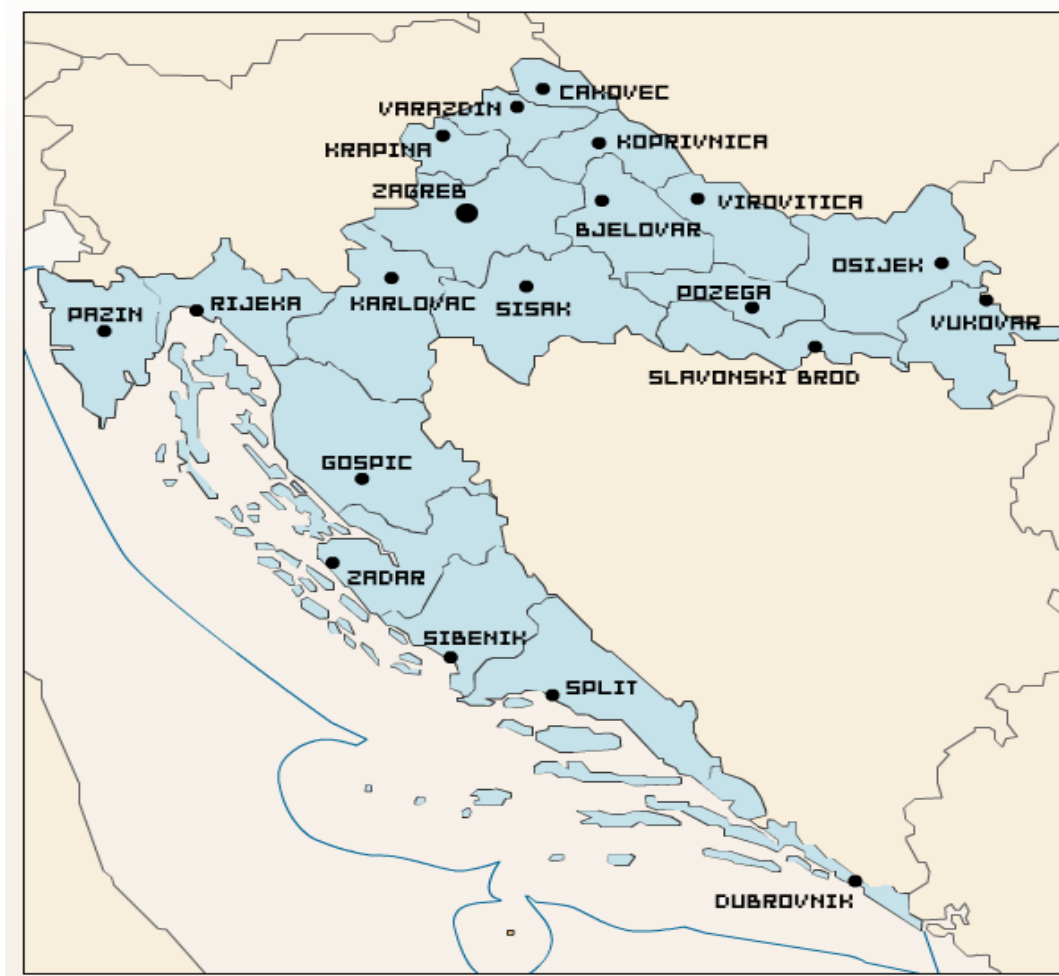 CAKOVEC
VARAZDIN
KOPRIVNICA
KRAPINA
ZAGREB
VIROVITICA
BJELOVAR
OSIJEK
POZEGA
RIJEKA
KARLOVAC
SISAK
PAZIN
VUKOVAR
SLAVONSKI BROD
GOSPIC
ZADAR
SIBENIK
SPLIT
DUBROVNIK